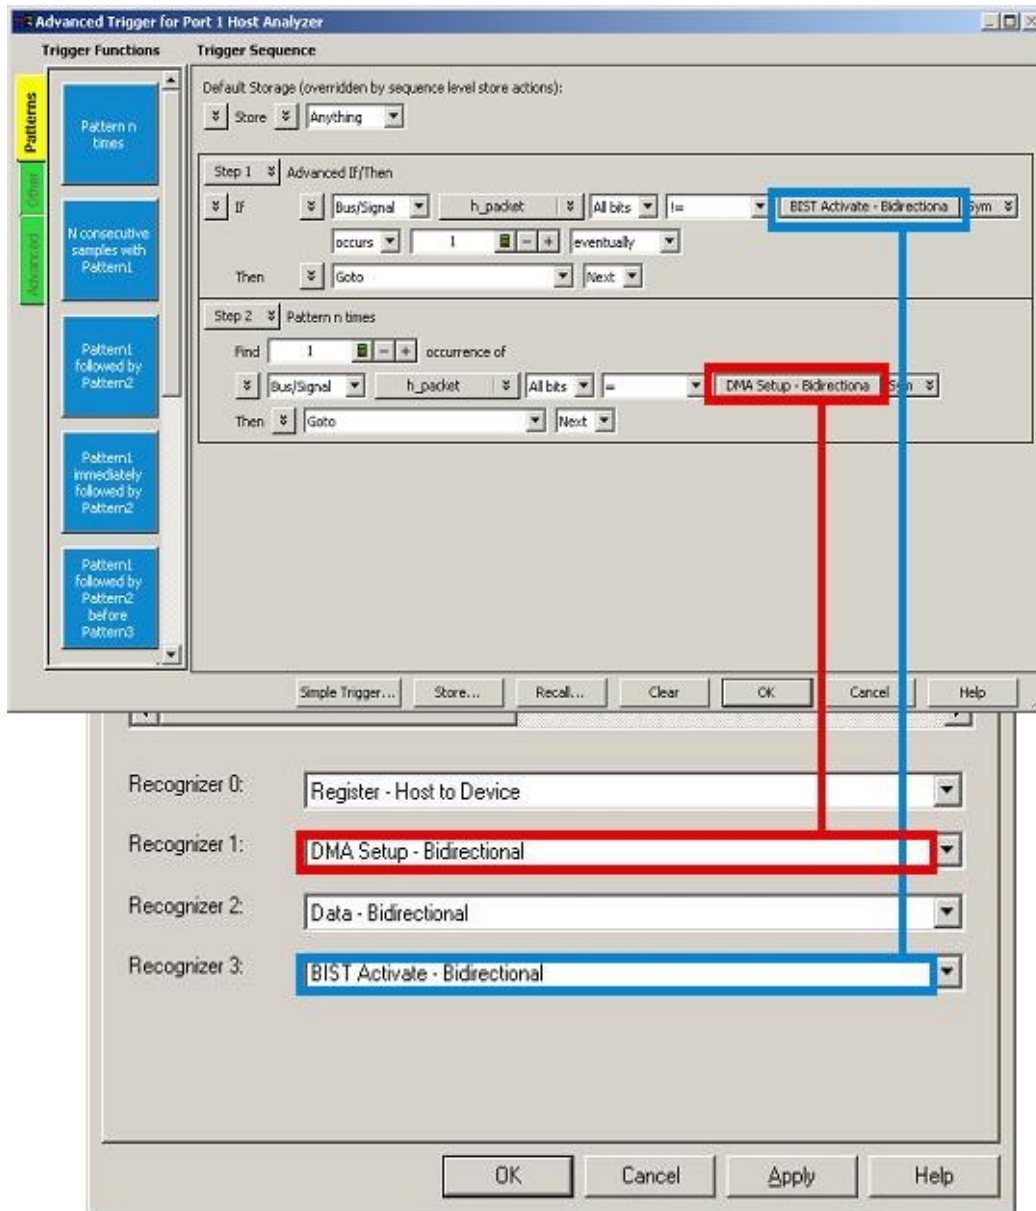 Advanced Trigger for Port 1 Host Analyzer
Trigger Functions
Trigger Sequence
Patterns
Other
Advanced
Pattern n
times
N consecutive
samples with
Pattern1
Pattern1
followed by
Pattern2
Pattern1
immediately
followed by
Pattern2
Pattern1
followed by
Pattern2
before
Pattern3
Default Storage (overridden by sequence level store actions):
Store Anything
Step 1 Advanced If/Then
If Bus/Signal h_packet All bits != BIST Activate - Bidirectiona Sym
occurs 1 - + eventually
Then Goto Next
Step 2 Pattern n times
Find 1 - + occurrence of
Bus/Signal h_packet All bits = DMA Setup - Bidirectiona Sym
Then Goto Next
Simple Trigger... Store... Recall... Clear OK Cancel Help
Recognizer 0: Register - Host to Device
Recognizer 1: DMA Setup - Bidirectional
Recognizer 2: Data - Bidirectional
Recognizer 3: BIST Activate - Bidirectional
OK Cancel Apply Help